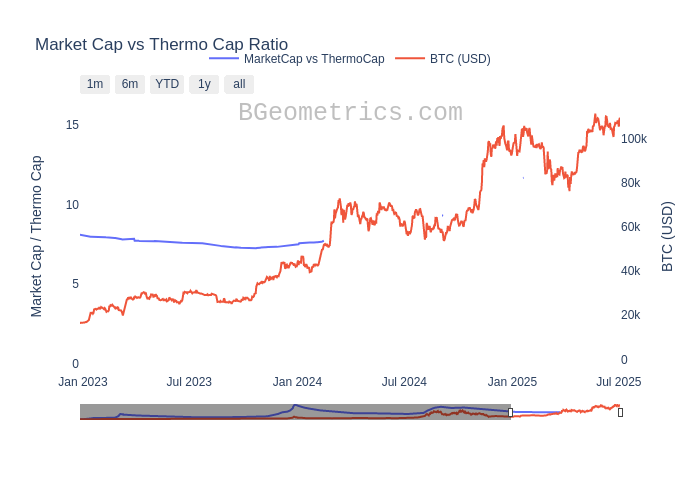 Market Cap vs Thermo Cap Ratio
MarketCap vs ThermoCap
BTC (USD)
1m
6m
YTD
1y
all
BGeometrics.com
15
10
5
0
Market Cap / Thermo Cap
100k
80k
60k
40k
20k
0
BTC (USD)
Jan 2023
Jul 2023
Jan 2024
Jul 2024
Jan 2025
Jul 2025